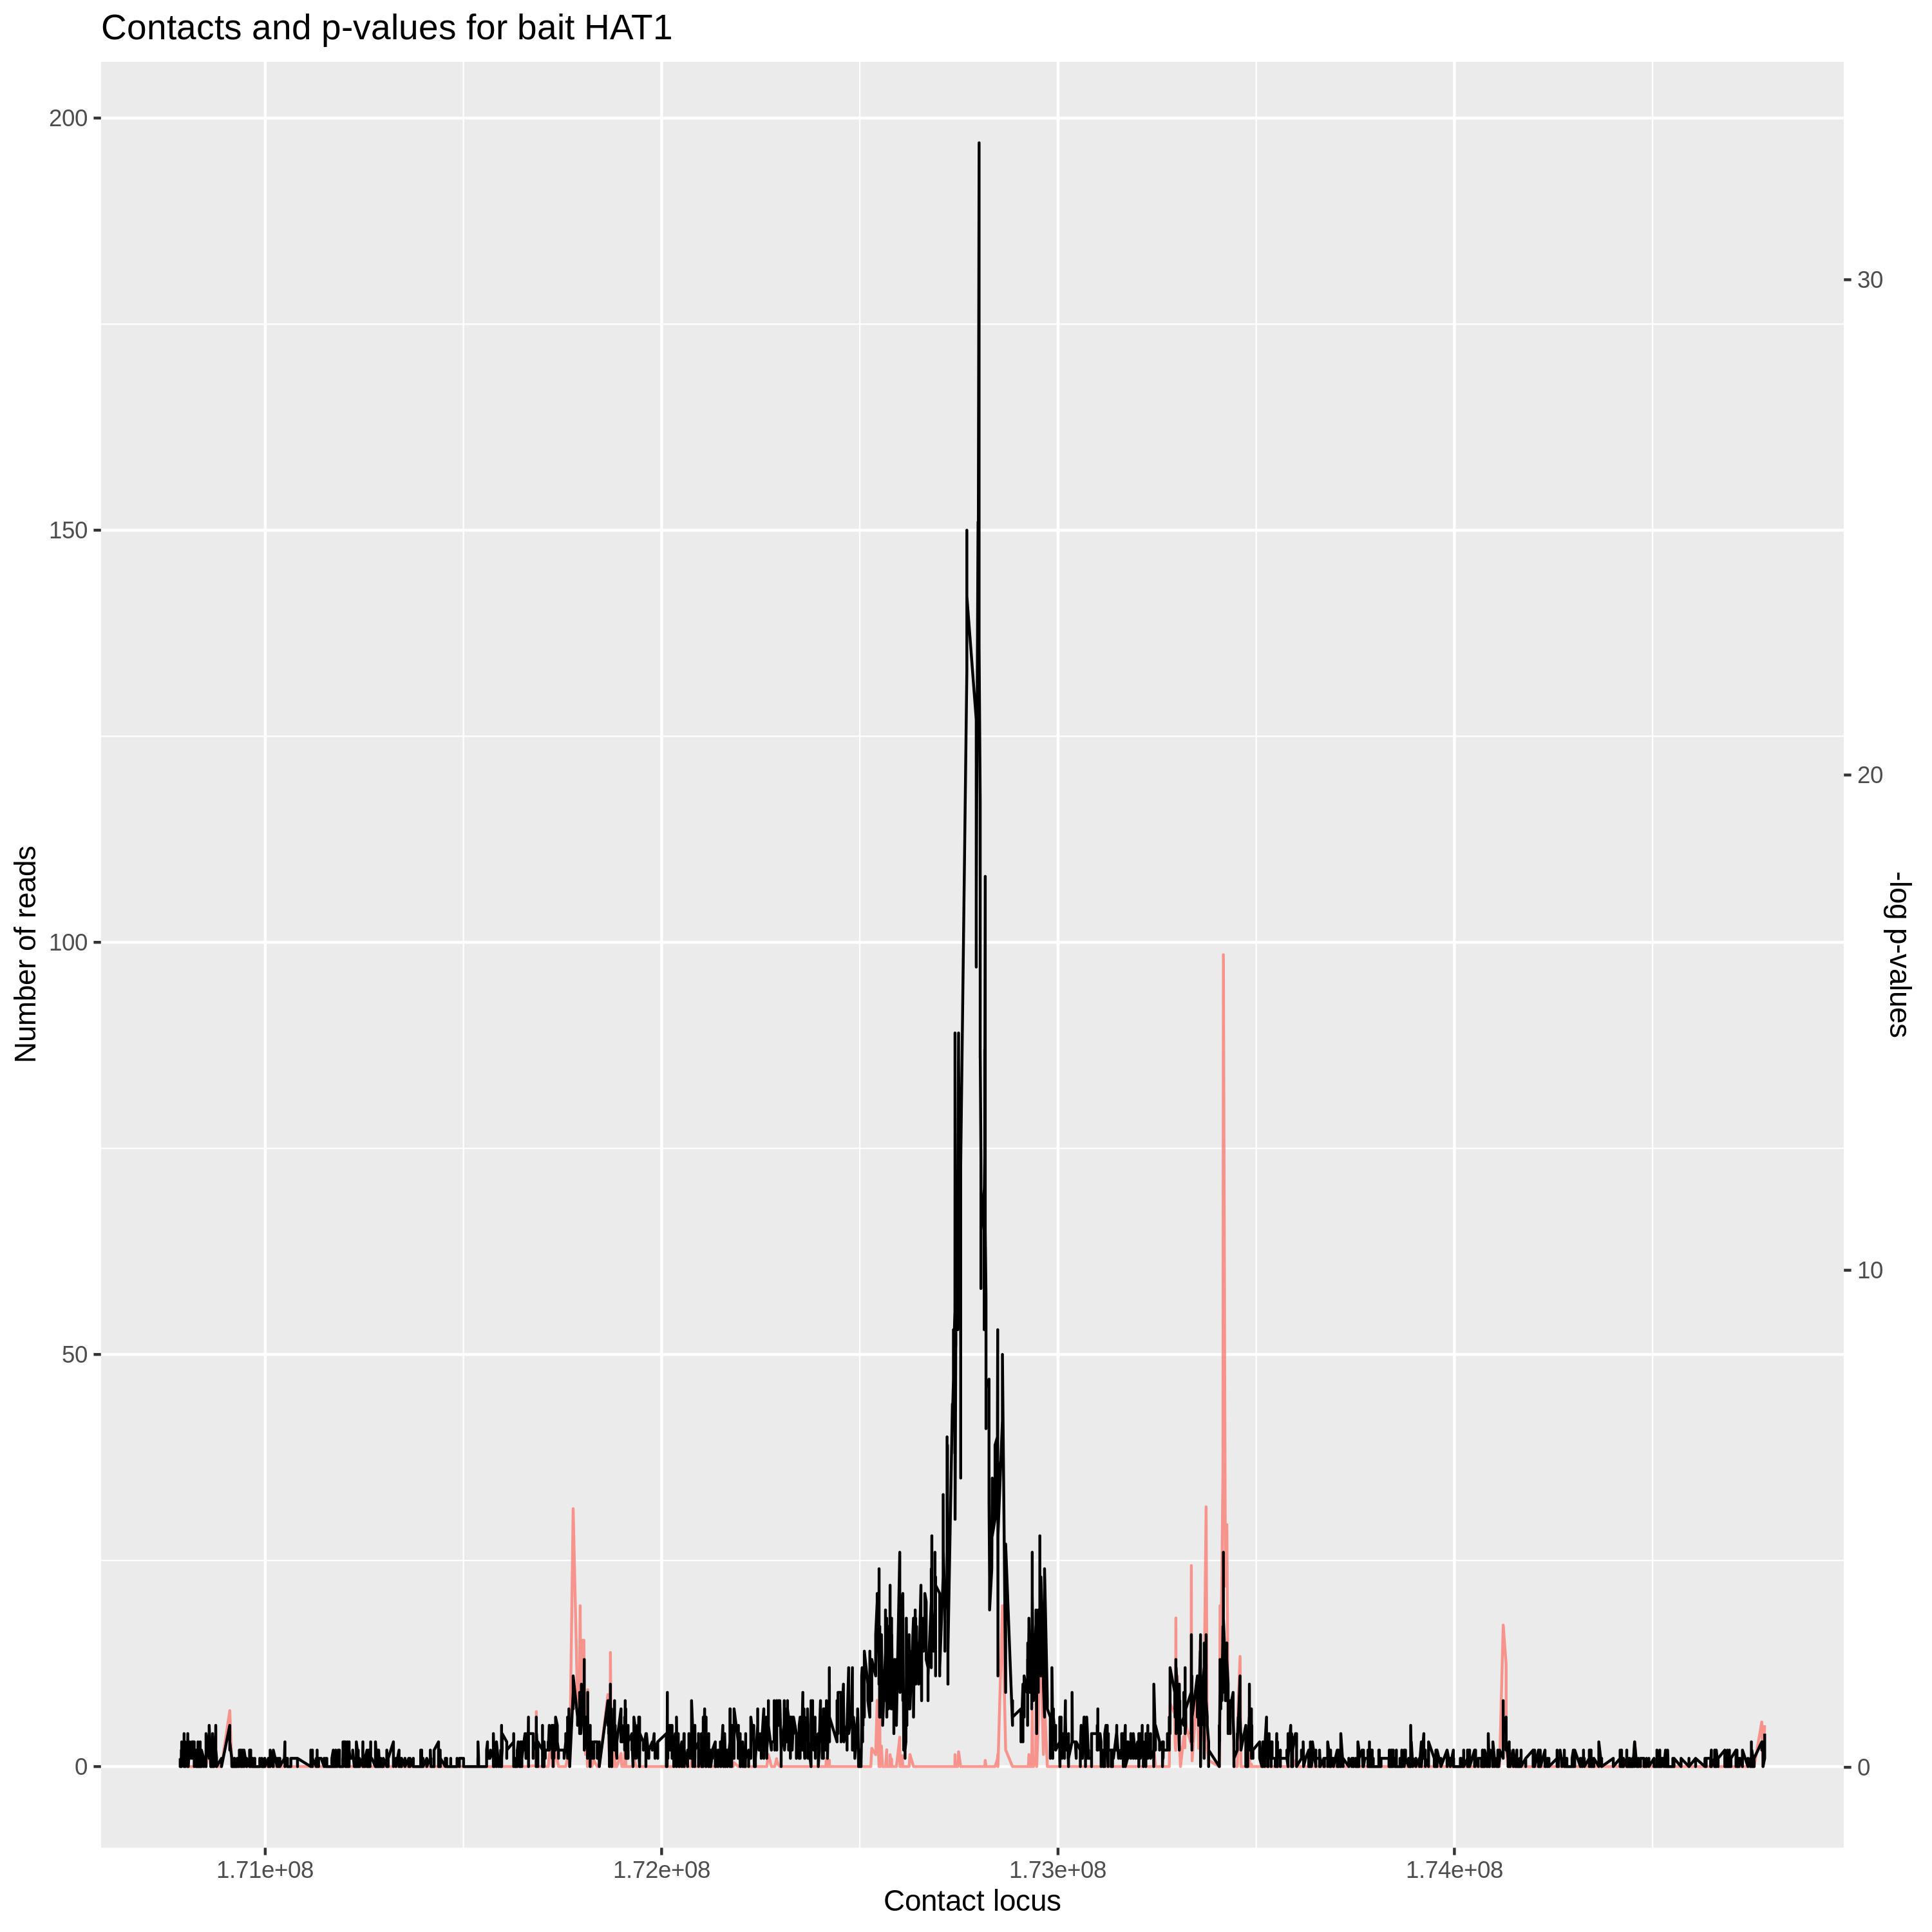 Contacts and p-values for bait HAT1
200
150
100
50
0
Number of reads
30
20
10
0
-log p-values
1.71e+08
1.72e+08
1.73e+08
1.74e+08
Contact locus